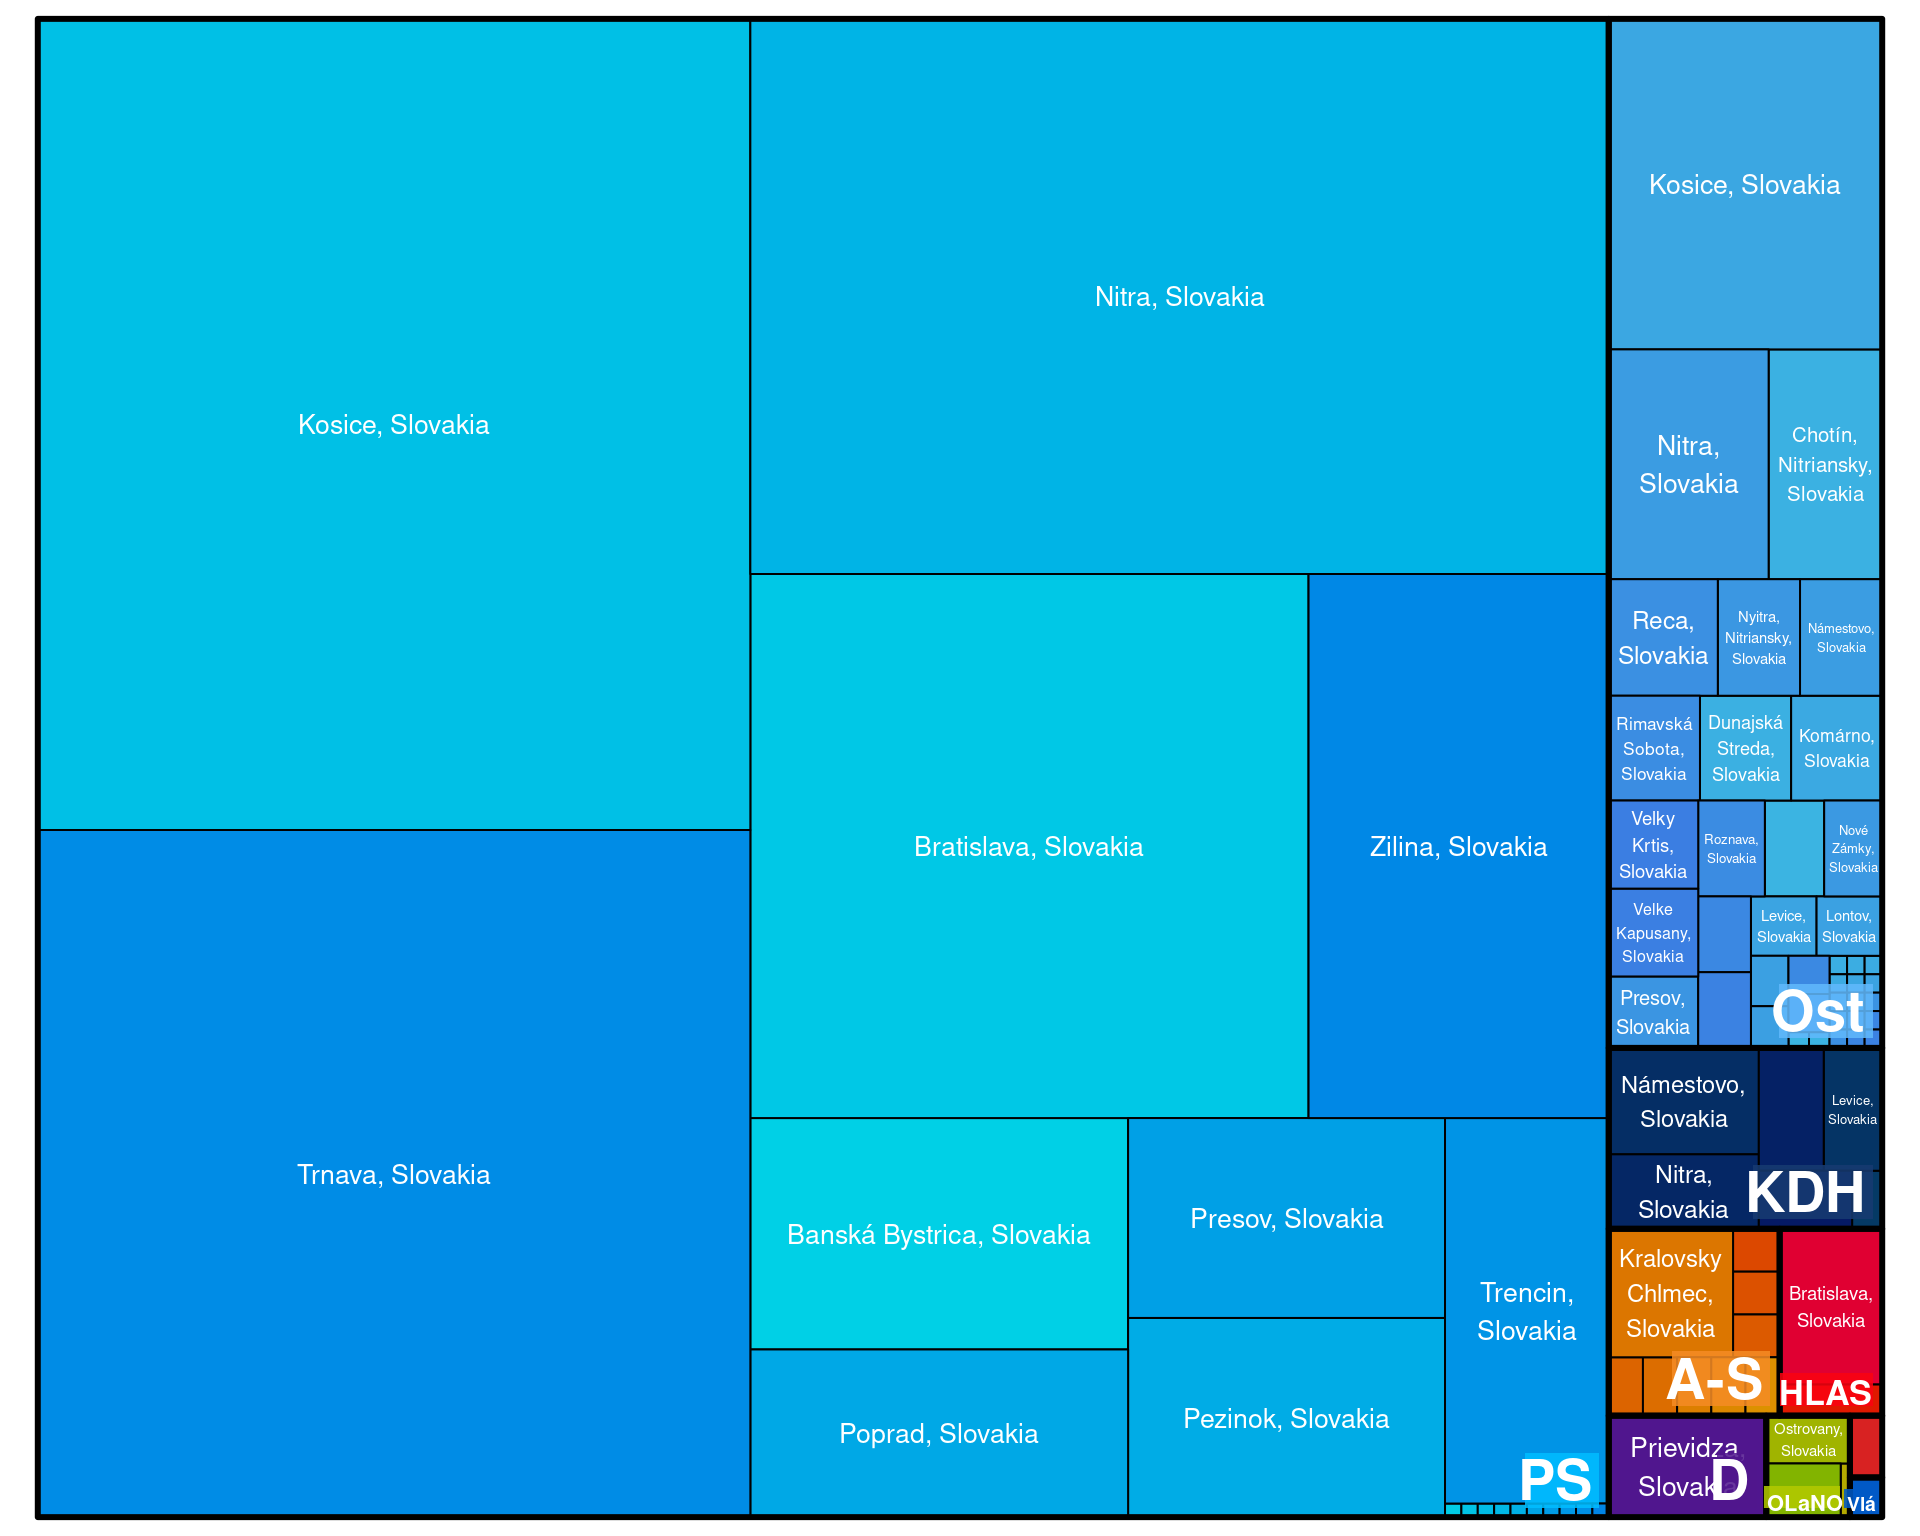 Kosice, Slovakia
Nitra, Slovakia
Bratislava, Slovakia
Zilina, Slovakia
Trnava, Slovakia
Banská Bystrica, Slovakia
Presov, Slovakia
Trencin,
Slovakia
Poprad, Slovakia
Pezinok, Slovakia
PS
Kosice, Slovakia
Nitra,
Slovakia
Chotín,
Nitriansky,
Slovakia
Reca,
Slovakia
Nyitra,
Nitriansky,
Slovakia
Námestovo,
Slovakia
Rimavská
Sobota,
Slovakia
Dunajská
Streda,
Slovakia
Komárno,
Slovakia
Velky
Krtis,
Slovakia
Roznava,
Slovakia
Nové
Zámky,
Slovakia
Velke
Kapusany,
Slovakia
Levice,
Slovakia
Lontov,
Slovakia
Presov,
Slovakia
Ost
Námestovo,
Slovakia
Levice,
Slovakia
Nitra,
Slovakia
KDH
Kralovsky
Chlmec,
Slovakia
A-S
Bratislava,
Slovakia
HLAS
Prievidza,
Slovakia
D
Ostrovany,
Slovakia
OLaNO
Vlá